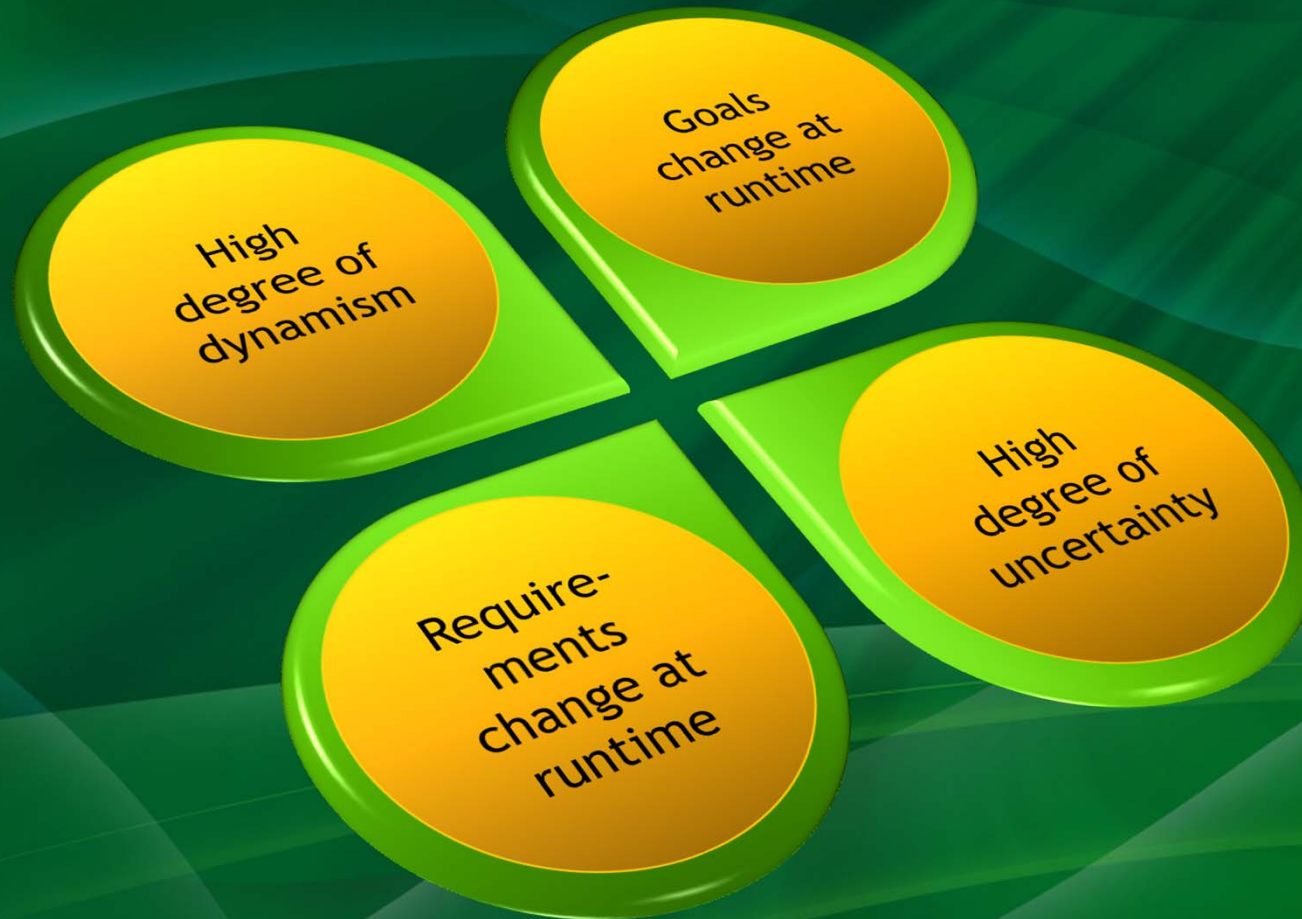 Goals
change at
runtime
High
degree of
dynamism
High
degree of
uncertainty
Require-
ments
change at
runtime